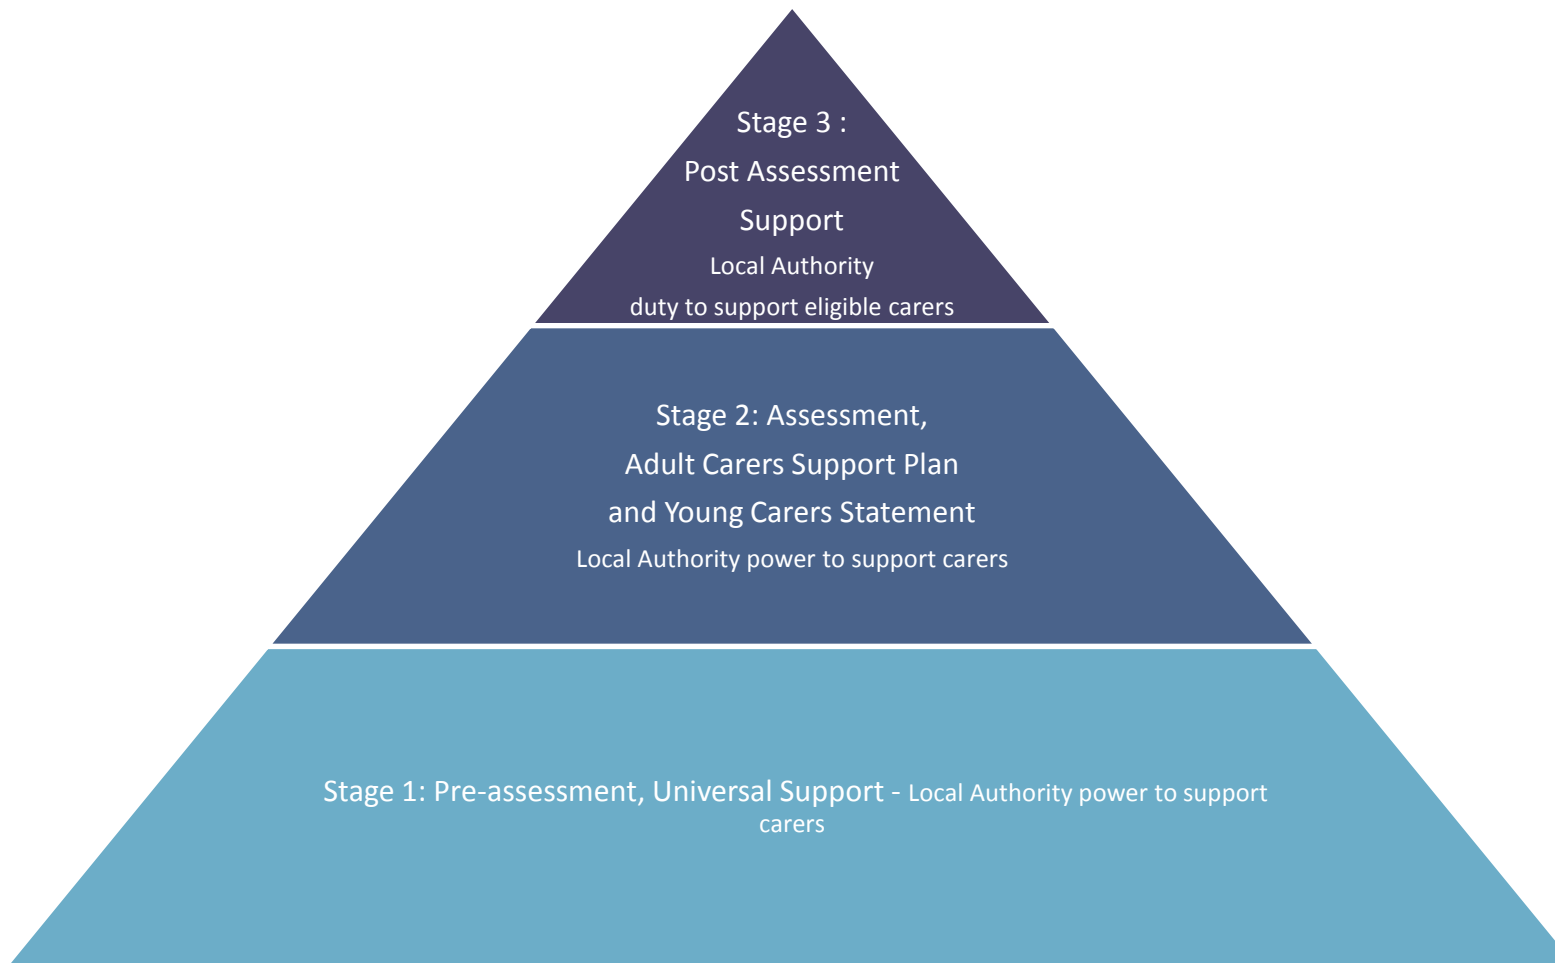 Stage 3 :
Post Assessment
Support
Local Authority
duty to support eligible carers
Stage 2: Assessment,
Adult Carers Support Plan
and Young Carers Statement
Local Authority power to support carers
Stage 1: Pre-assessment, Universal Support - Local Authority power to support
carers